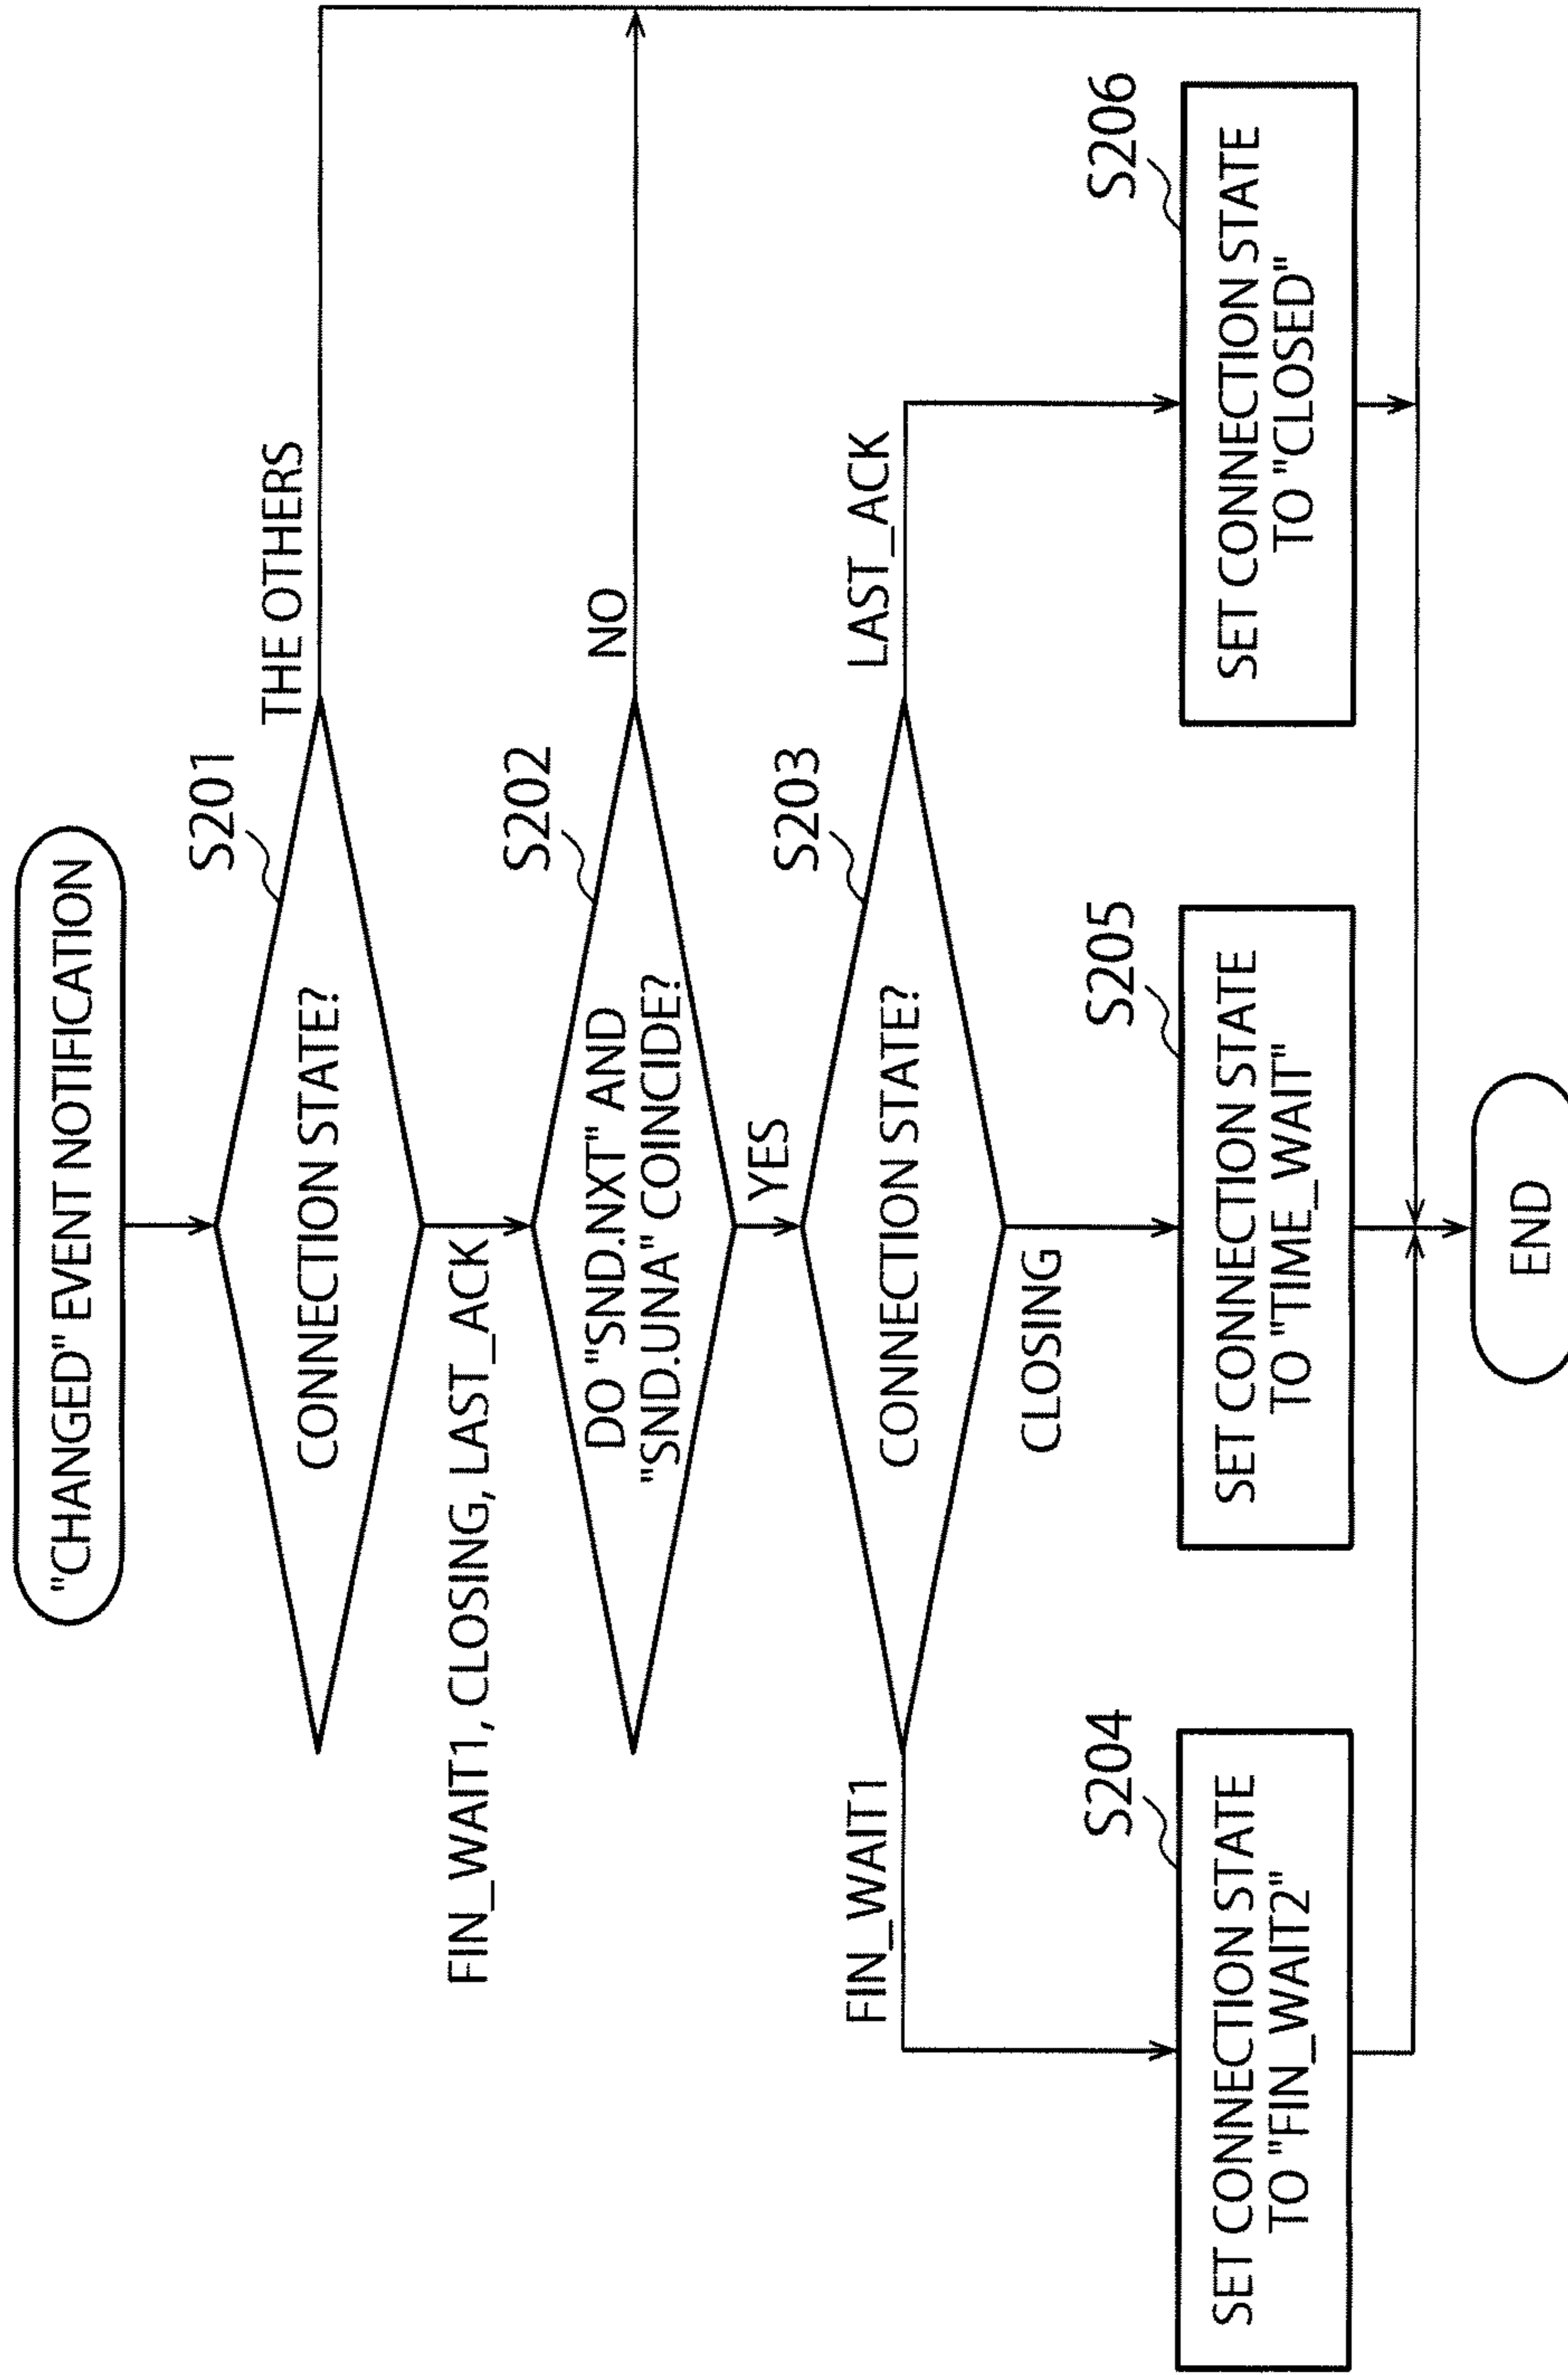 "CHANGED" EVENT NOTIFICATION
S201
CONNECTION STATE?
THE OTHERS
FIN_WAIT1, CLOSING, LAST_ACK
S202
DO "SND.NXT" AND
"SND.UNA" COINCIDE?
NO
YES
S203
CONNECTION STATE?
FIN_WAIT1
CLOSING
LAST_ACK
S204
SET CONNECTION STATE
TO "FIN_WAIT2"
S205
SET CONNECTION STATE
TO "TIME_WAIT"
S206
SET CONNECTION STATE
TO "CLOSED"
END